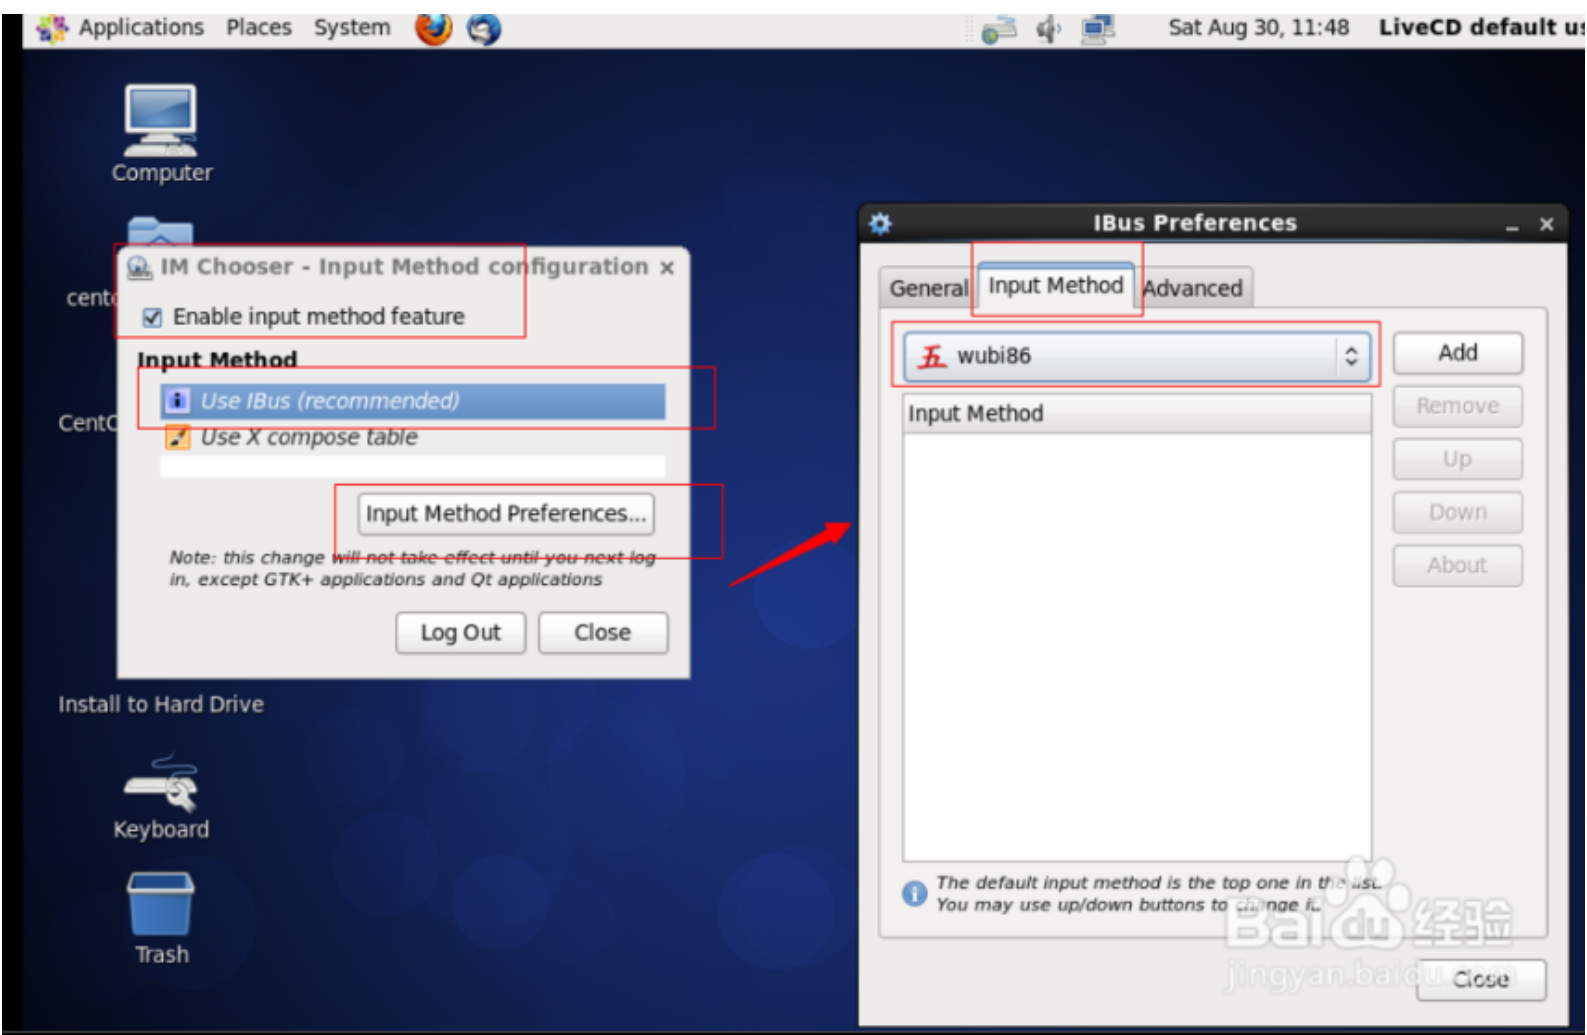 Applications Places System
Sat Aug 30, 11:48 LiveCD default us
Computer
cent
CentO
IM Chooser - Input Method configuration
Enable input method feature
Input Method
Use IBus (recommended)
Use X compose table
Input Method Preferences...
Note: this change will not take effect until you next log
in, except GTK+ applications and Qt applications
Log Out Close
Install to Hard Drive
Keyboard
Trash
IBus Preferences
General Input Method Advanced
五 wubi86
Add
Input Method
Remove
Up
Down
About
The default input method is the top one in the list.
You may use up/down buttons to change it.
Close
Baidu 经验
jingyan.baidu.com